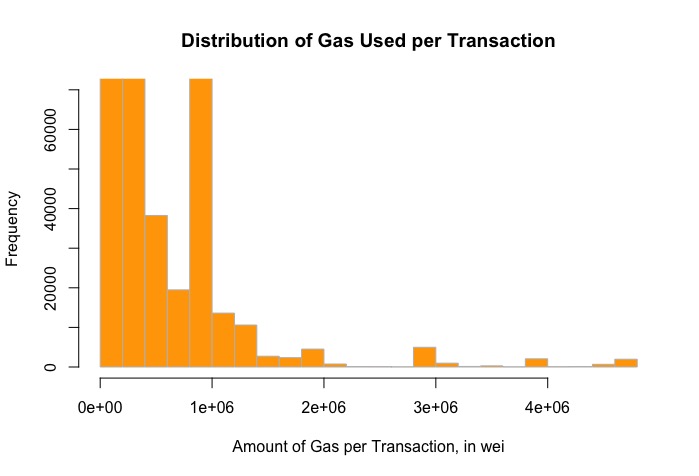 Distribution of Gas Used per Transaction
Frequency
60000
40000
20000
0
0e+00 1e+06 2e+06 3e+06 4e+06
Amount of Gas per Transaction, in wei